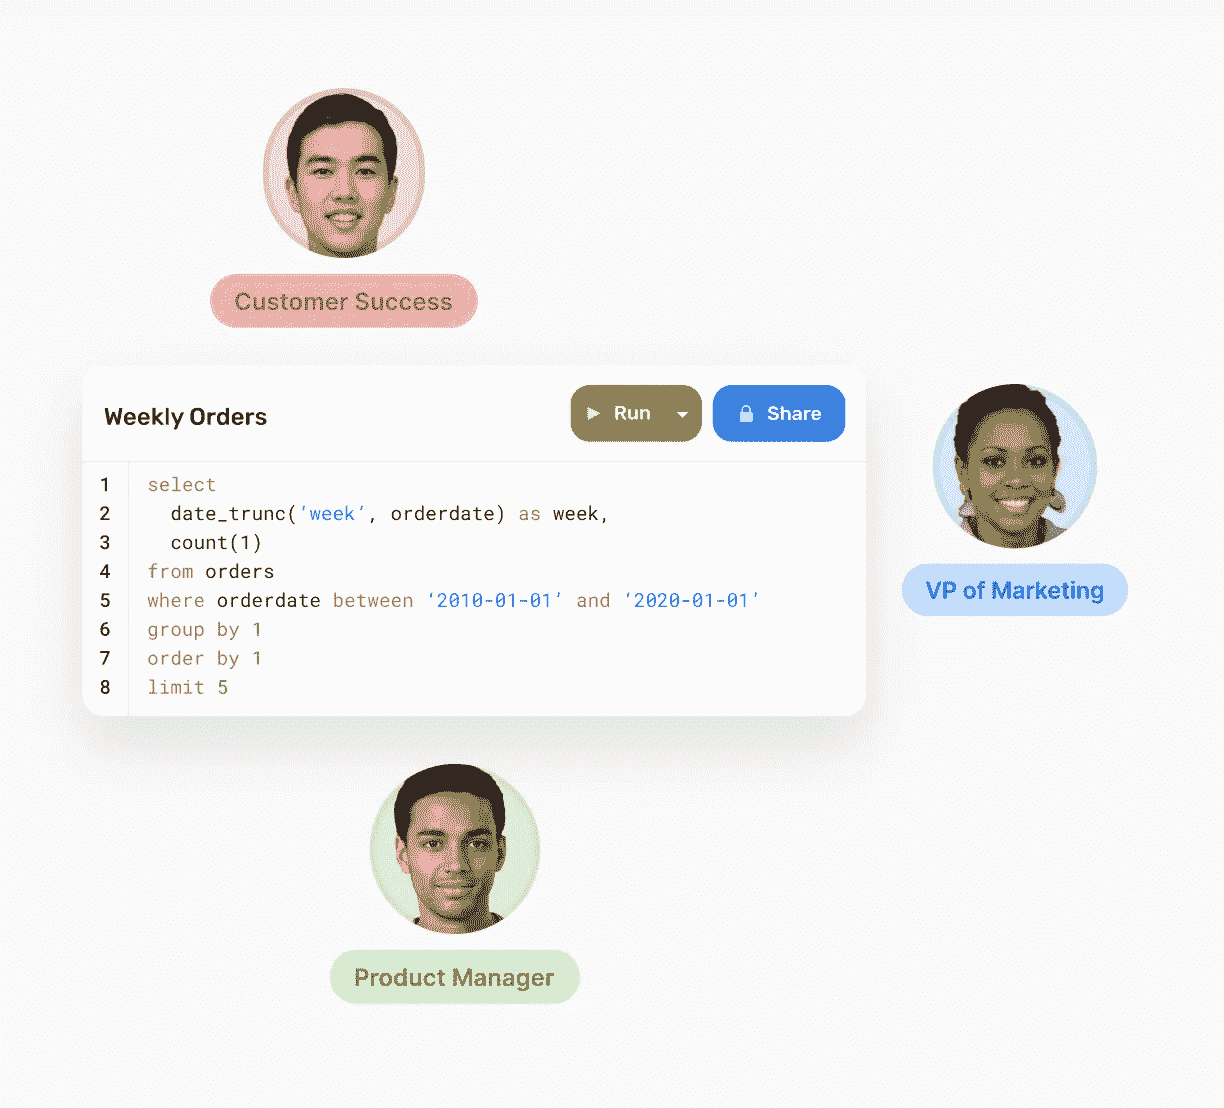 Customer Success
Weekly Orders
Run
Share
1 select
2 date_trunc(‘week’, orderdate) as week,
3 count(1)
4 from orders
5 where orderdate between ‘2010-01-01’ and ‘2020-01-01’
6 group by 1
7 order by 1
8 limit 5
VP of Marketing
Product Manager